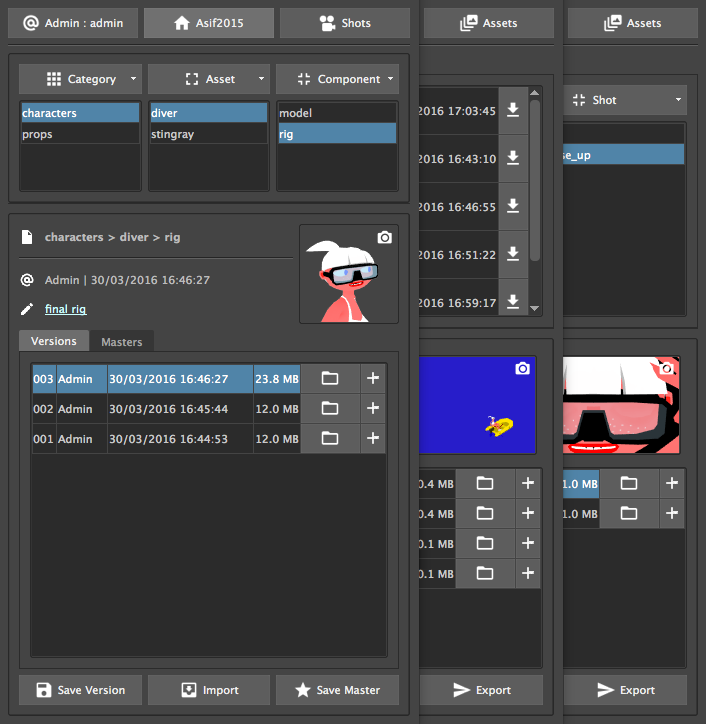 Admin : admin
Asif2015
Shots
Category
Asset
Component
characters
props
diver
stingray
model
rig
characters > diver > rig
Admin | 30/03/2016 16:46:27
final rig
Versions
Masters
003 Admin 30/03/2016 16:46:27 23.8 MB
002 Admin 30/03/2016 16:45:44 12.0 MB
001 Admin 30/03/2016 16:44:53 12.0 MB
Save Version
Import
Save Master
Assets
2016 17:03:45
2016 16:43:10
2016 16:46:55
2016 16:51:22
2016 16:59:17
0.4 MB
0.4 MB
0.1 MB
0.1 MB
Export
Assets
Shot
se_up
1.0 MB
1.0 MB
Export